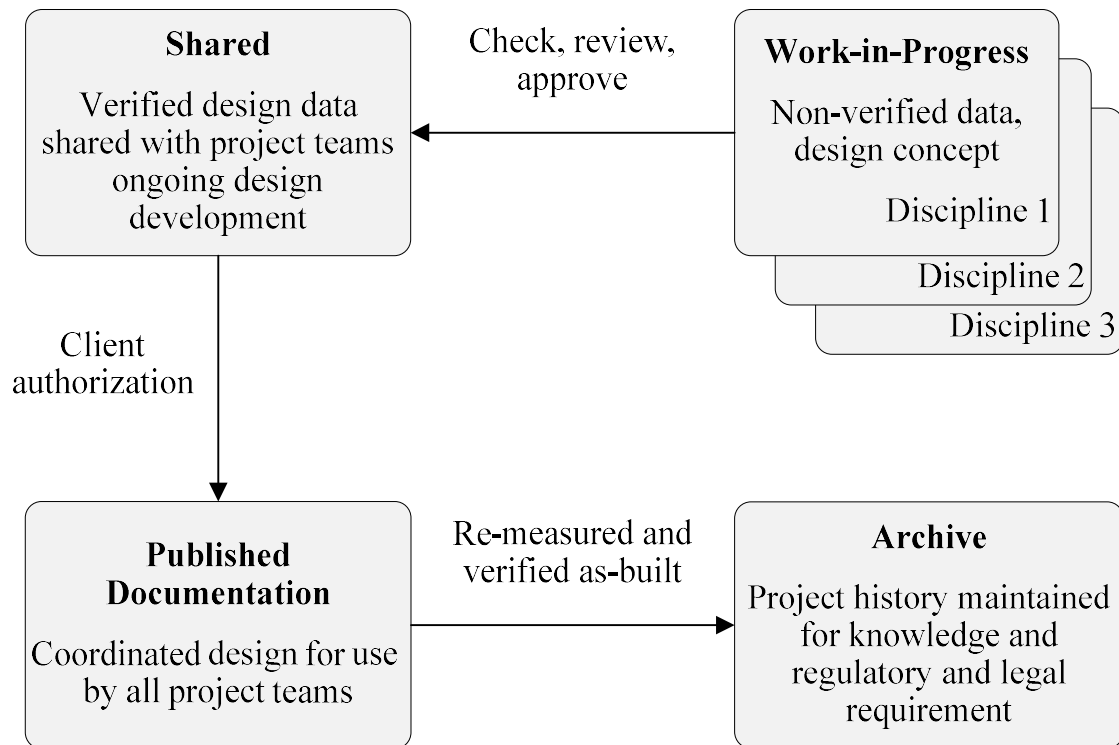 Shared
Verified design data
shared with project teams
ongoing design
development
Check, review,
approve
Work-in-Progress
Non-verified data,
design concept
Discipline 1
Discipline 2
Discipline 3
Client
authorization
Published
Documentation
Coordinated design for use
by all project teams
Re-measured and
verified as-built
Archive
Project history maintained
for knowledge and
regulatory and legal
requirement